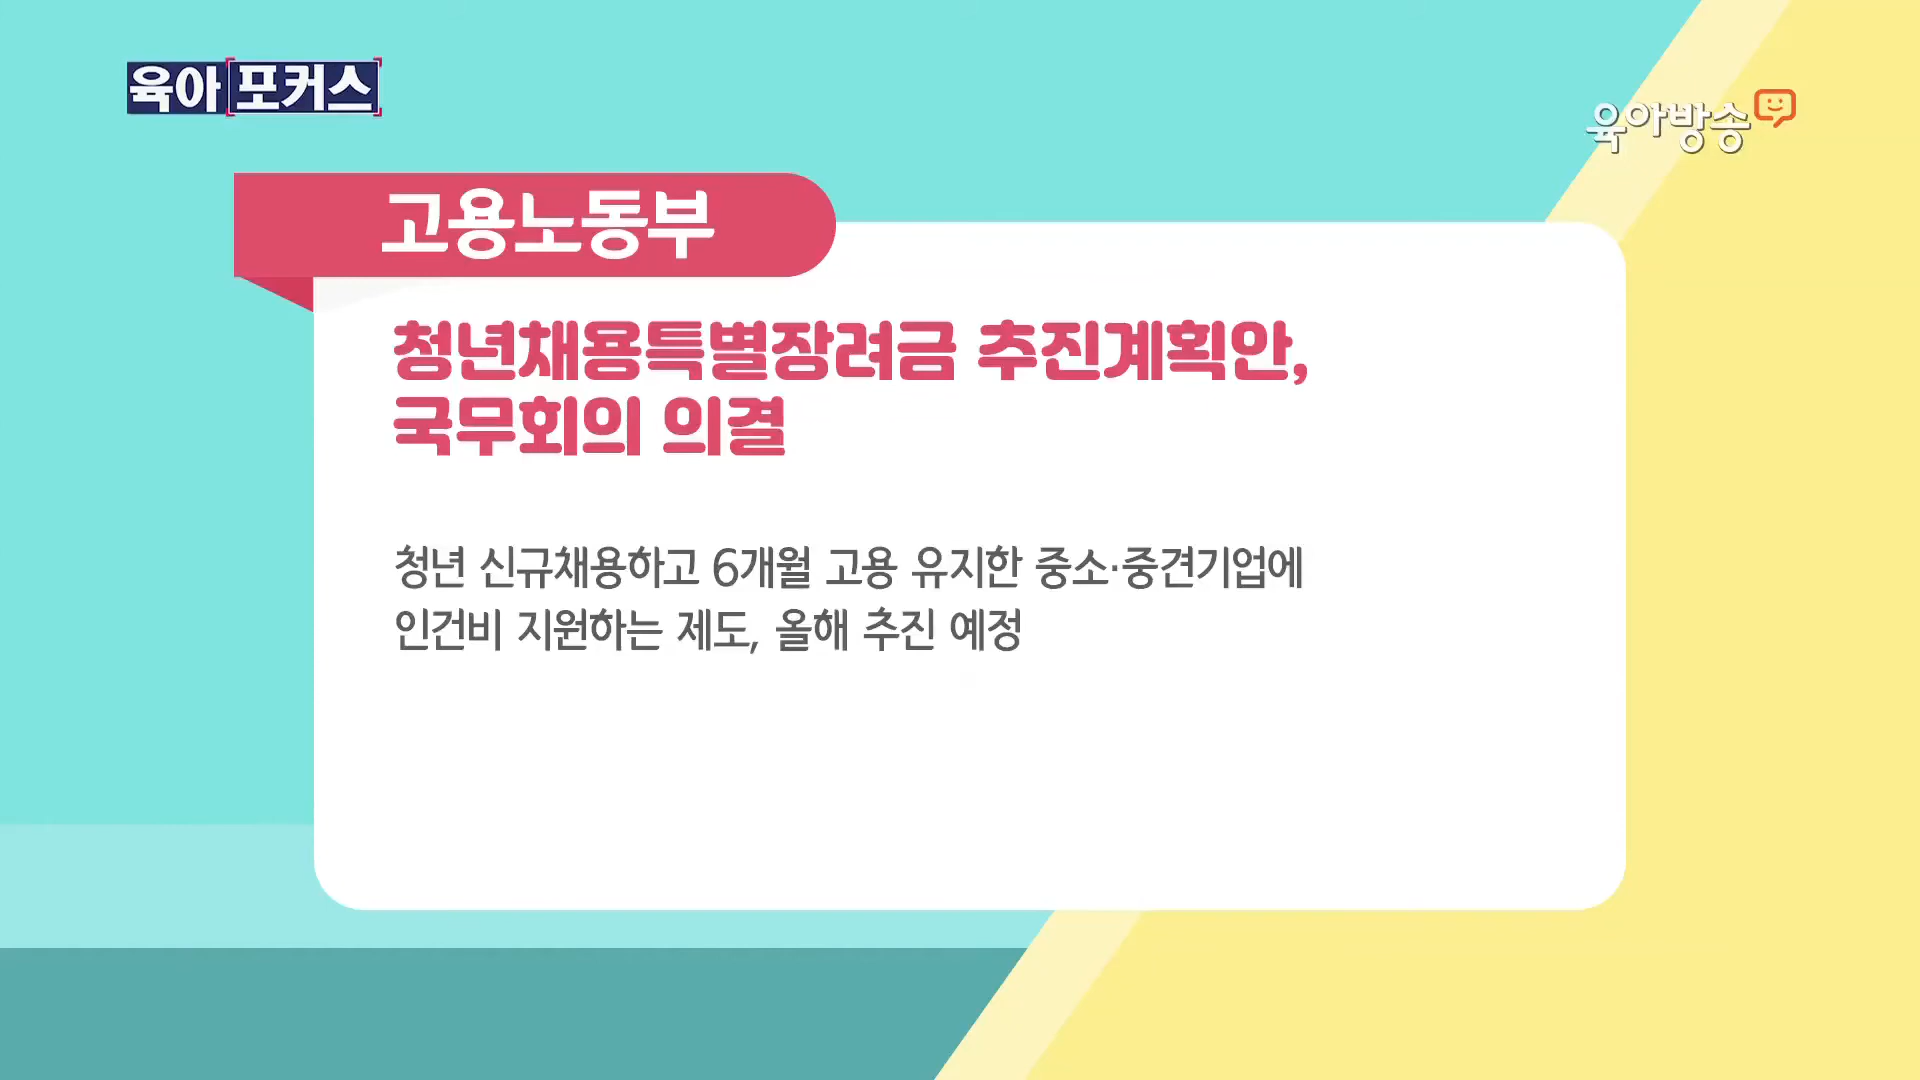 육아포커스
육아방송
고용노동부
청년채용특별장려금 추진계획안,
국무회의 의결
청년 신규채용하고 6개월 고용 유지한 중소·중견기업에
인건비 지원하는 제도, 올해 추진 예정